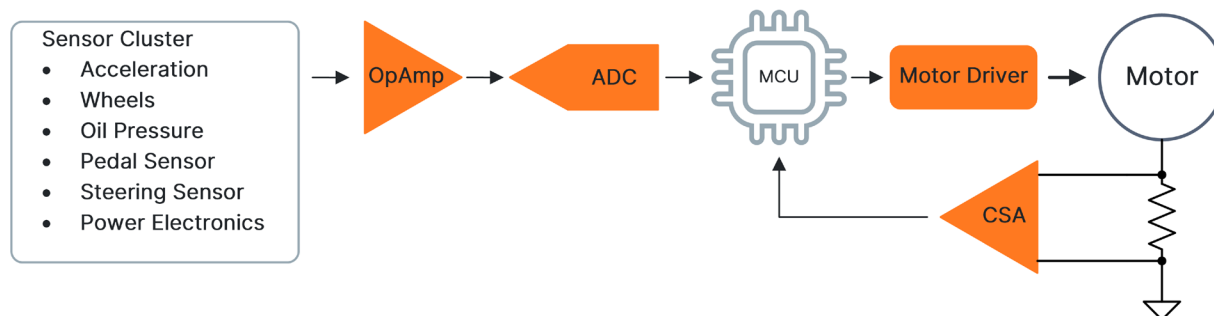 Sensor Cluster
• Acceleration
• Wheels
• Oil Pressure
• Pedal Sensor
• Steering Sensor
• Power Electronics
OpAmp
ADC
MCU
Motor Driver
Motor
CSA